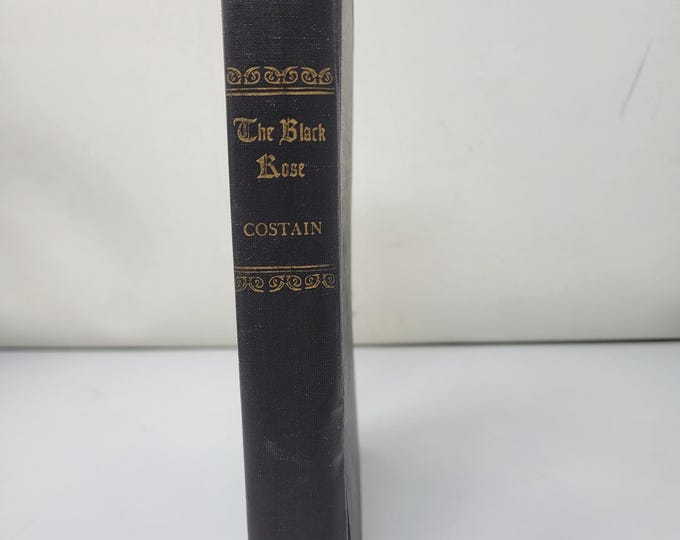 The Black
Rose
COSTAIN